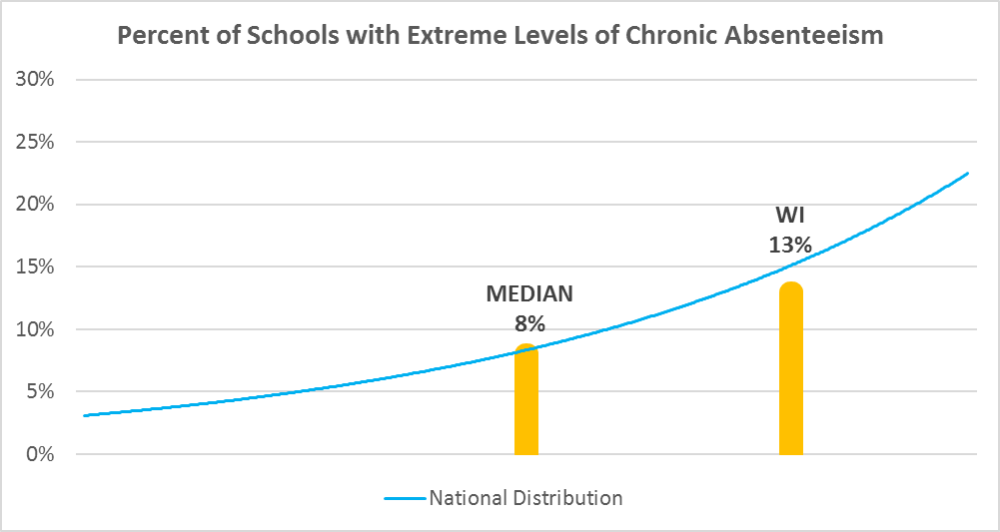 Percent of Schools with Extreme Levels of Chronic Absenteeism
30%
25%
20%
15%
10%
5%
0%
WI
13%
MEDIAN
8%
National Distribution